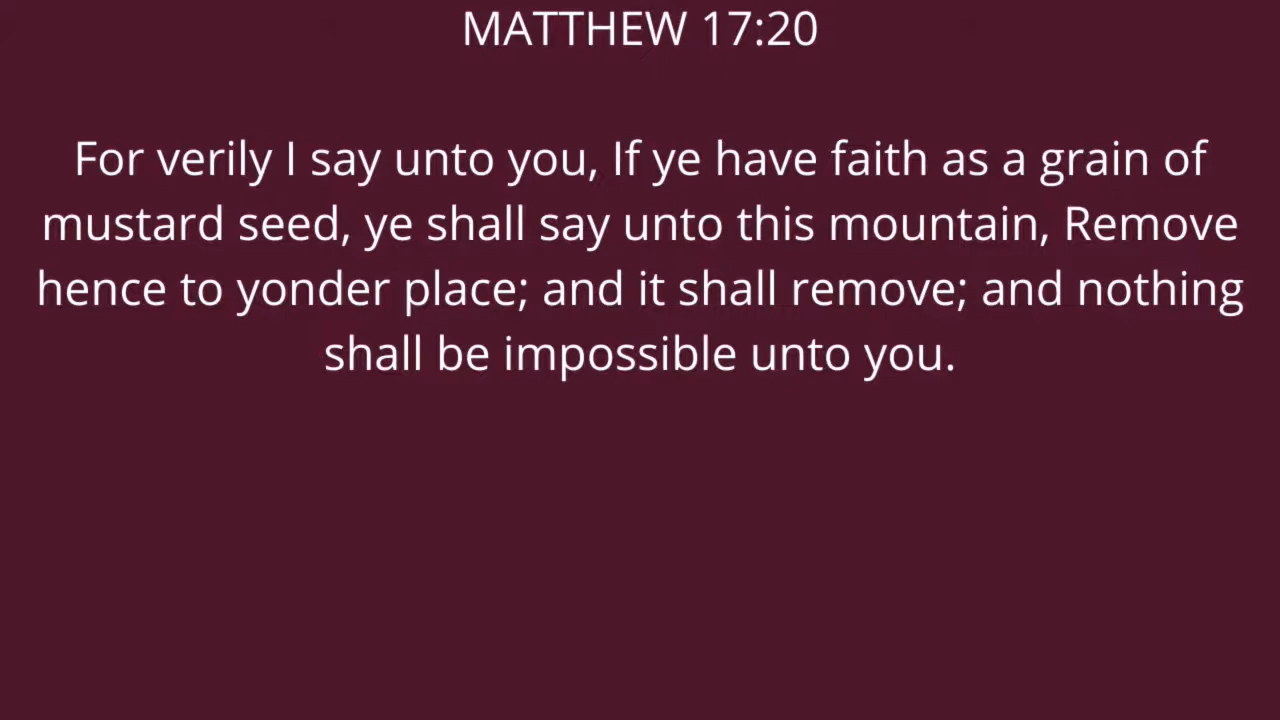 MATTHEW 17:20
For verily I say unto you, If ye have faith as a grain of
mustard seed, ye shall say unto this mountain, Remove
hence to yonder place; and it shall remove; and nothing
shall be impossible unto you.